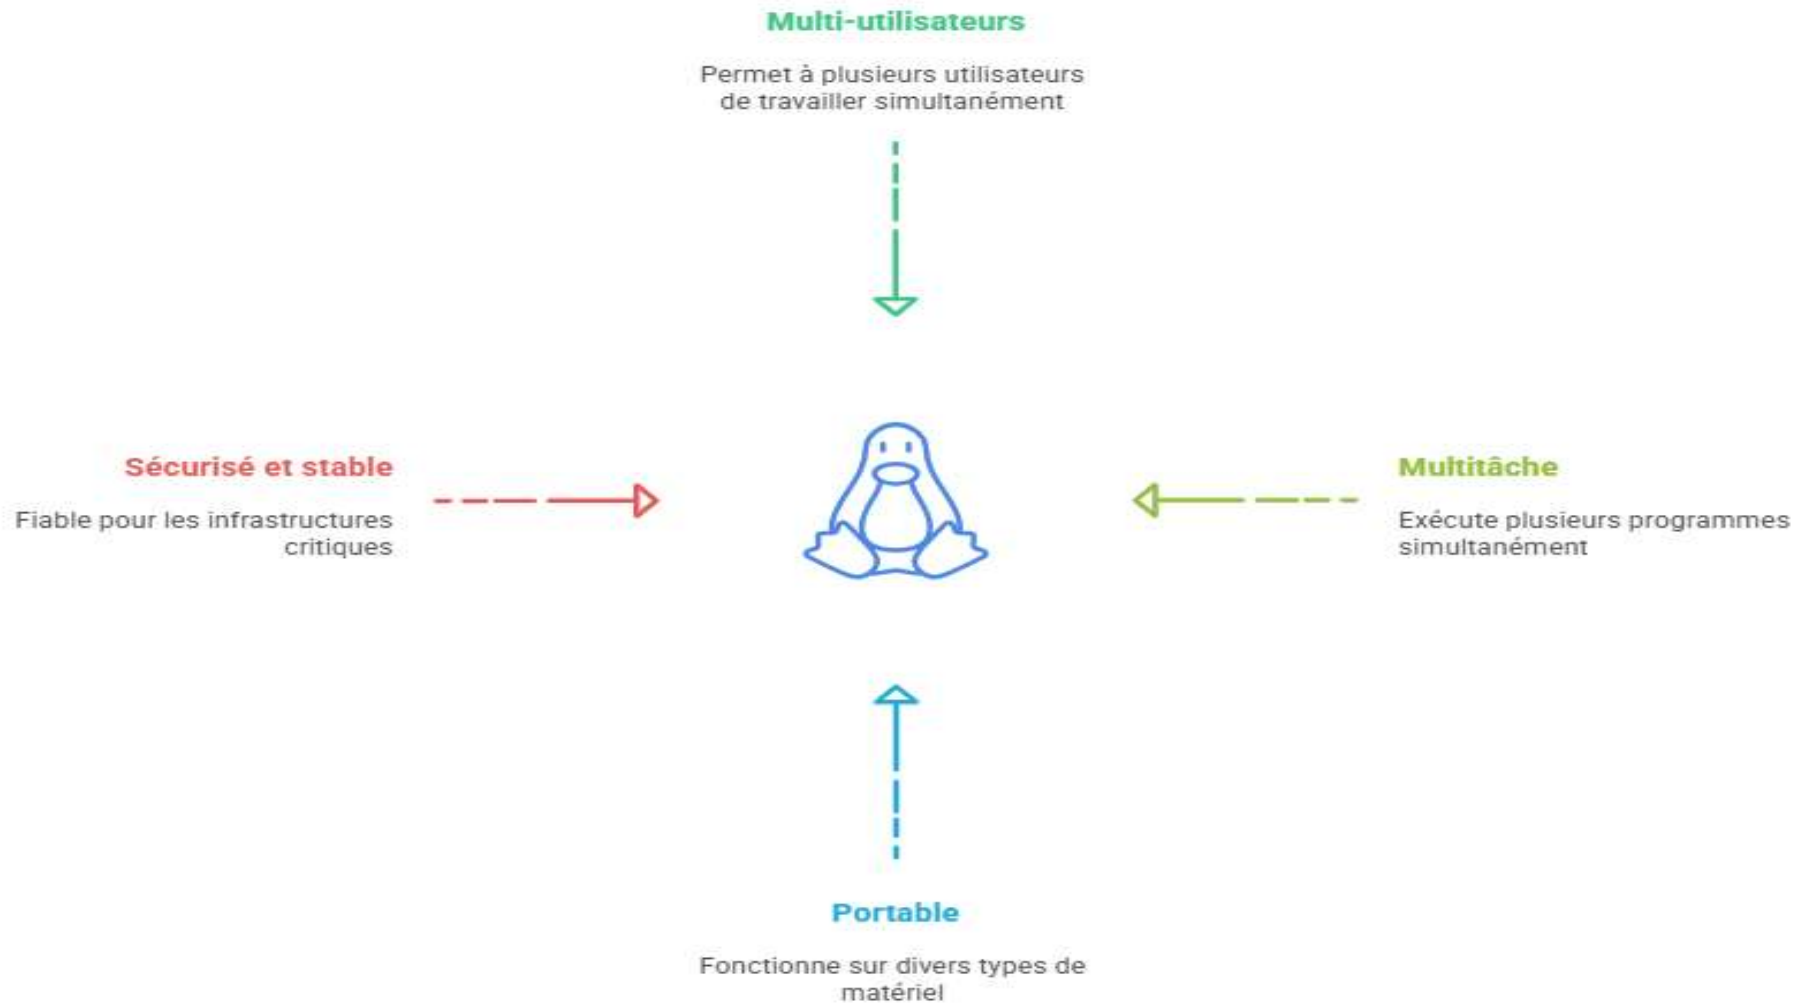 Multi-utilisateurs
Permet à plusieurs utilisateurs
de travailler simultanément
Sécurisé et stable
Fiable pour les infrastructures
critiques
Multitâche
Exécute plusieurs programmes
simultanément
Portable
Fonctionne sur divers types de
matériel